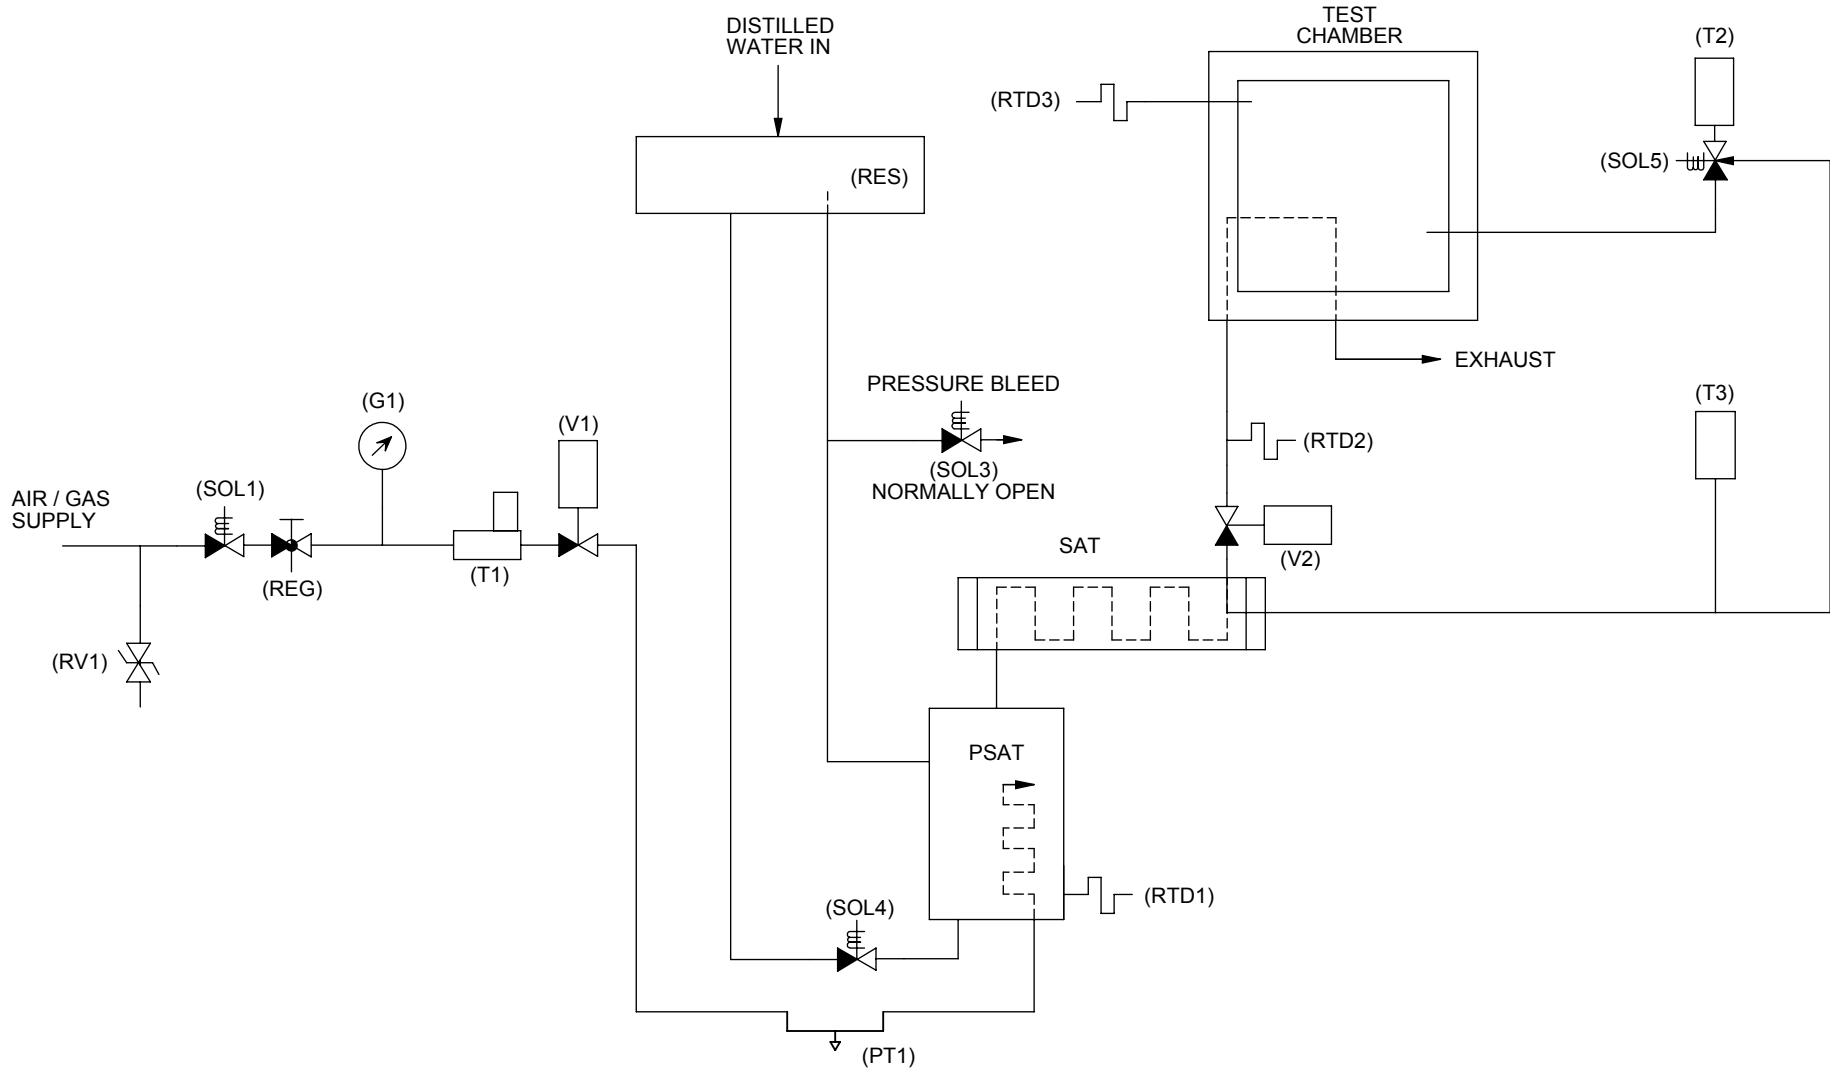 DISTILLED
WATER IN
TEST
CHAMBER
(T2)
(RTD3)
(SOL5)
(RES)
EXHAUST
PRESSURE BLEED
(G1)
(V1)
(T3)
(RTD2)
(SOL3)
NORMALLY OPEN
AIR / GAS
SUPPLY
(SOL1)
(REG)
(T1)
SAT
(V2)
(RV1)
PSAT
(RTD1)
(SOL4)
(PT1)